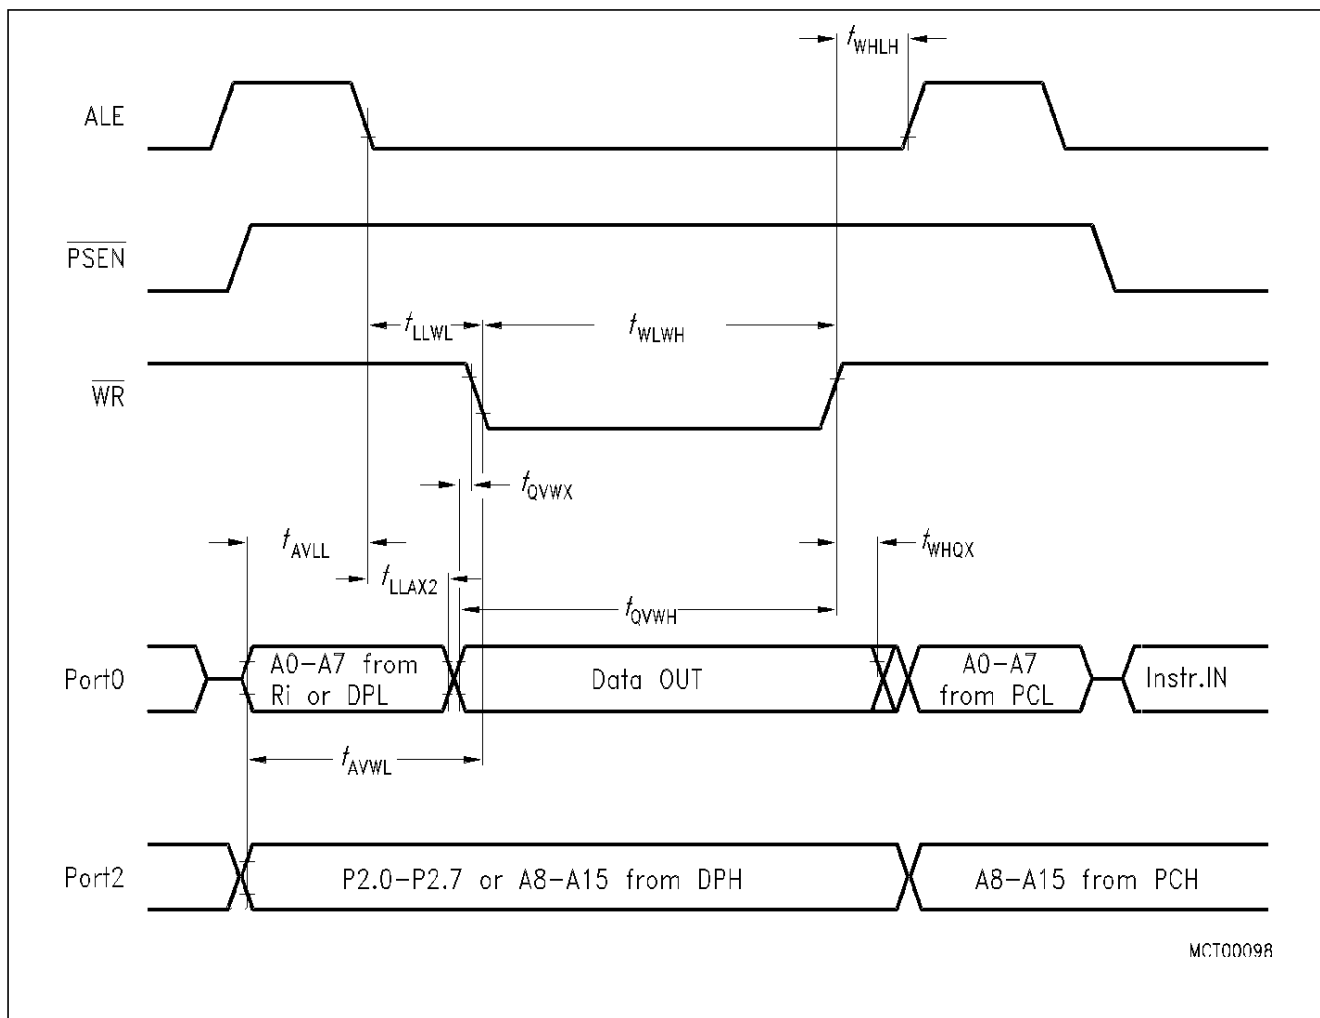 tWHLH
ALE
PSEN
tLLWL
tWLWH
WR
tQVWX
tAVLL
tWHQX
tLLAX2
tQVWH
Port0
A0-A7 from
Ri or DPL
Data OUT
A0-A7
from PCL
Instr.IN
tAVWL
Port2
P2.0-P2.7 or A8-A15 from DPH
A8-A15 from PCH
MCT00098